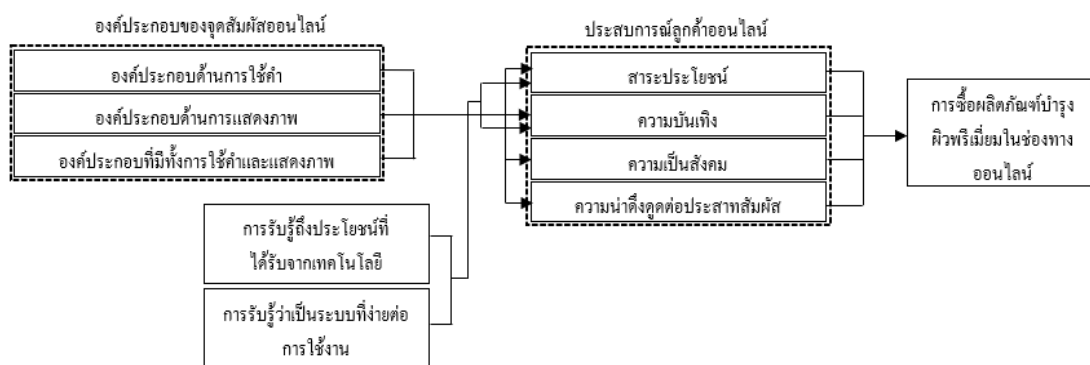 องค์ประกอบของจุดสัมผัสออนไลน์
องค์ประกอบด้านการใช้คำ
องค์ประกอบด้านการแสดงภาพ
องค์ประกอบที่มีทั้งการใช้คำและแสดงภาพ
การรับรู้ถึงประโยชน์ที่
ได้รับจากเทคโนโลยี
การรับรู้ว่าเป็นระบบที่ง่ายต่อ
การใช้งาน
ประสบการณ์ลูกค้าออนไลน์
สาระประโยชน์
ความบันเทิง
ความเป็นสังคม
ความน่าดึงดูดต่อประสาทสัมผัส
การซื้อผลิตภัณฑ์บำรุง
ผิวพรีเมี่ยมในช่องทาง
ออนไลน์